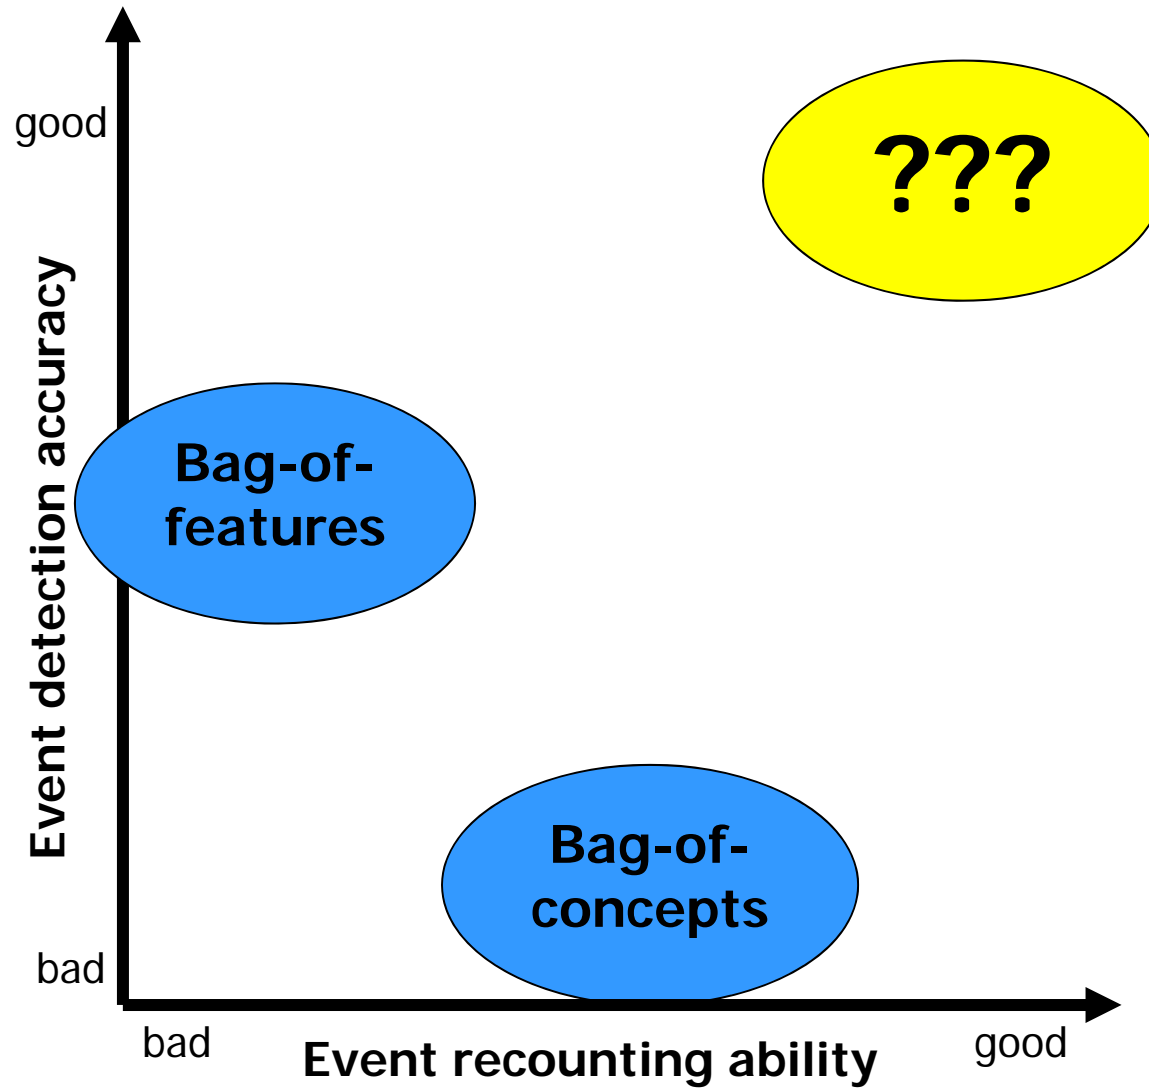 good
???
Event detection accuracy
Bag-of-
features
Bag-of-
concepts
bad
bad
Event recounting ability
good